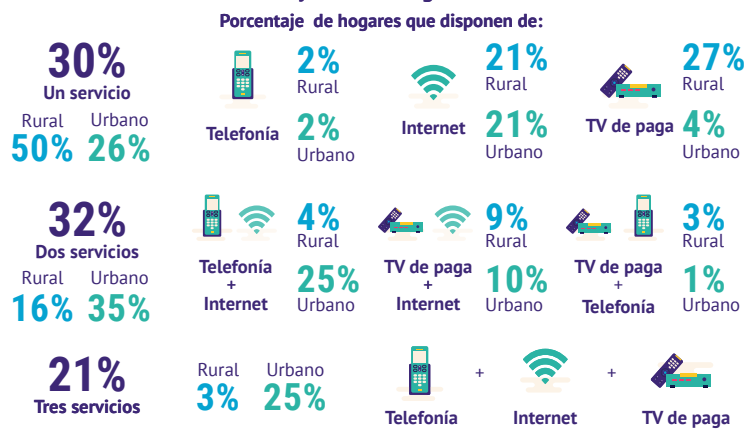 Porcentaje de hogares que disponen de:
30%
Un servicio
Rural Urbano
50% 26%
Telefonía
2%
Rural
2%
Urbano
Internet
21%
Rural
21%
Urbano
TV de paga
27%
Rural
4%
Urbano
32%
Dos servicios
Rural Urbano
16% 35%
Telefonía
+
Internet
4%
Rural
25%
Urbano
TV de paga
+
Internet
9%
Rural
10%
Urbano
TV de paga
+
Telefonía
3%
Rural
1%
Urbano
21%
Tres servicios
Rural Urbano
3% 25%
+ +
Telefonía Internet TV de paga